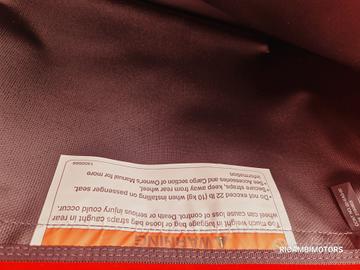 ⚠ WARNING
Too much weight in luggage bag or loose straps caught in rear
wheel can cause loss of control. Death or serious injury could occur.
• Do not exceed 22 lb (10 kg) when installing on passenger seat.
• Secure straps, keep away from rear wheel.
• See Accessories and Cargo section of Owner's Manual for more
information
RICAMBIMOTORS